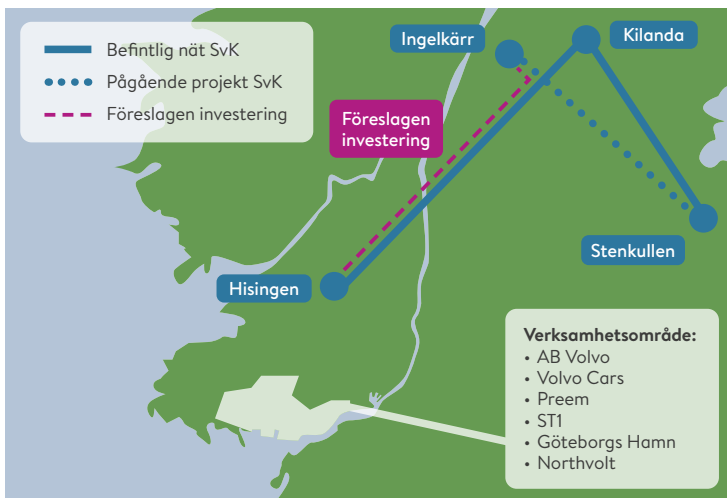 Befintlig nät SvK
Pågående projekt SvK
Föreslagen investering
Ingelkärr
Kilanda
Föreslagen
investering
Stenkullen
Hisingen
Verksamhetsområde:
• AB Volvo
• Volvo Cars
• Preem
• ST1
• Göteborgs Hamn
• Northvolt